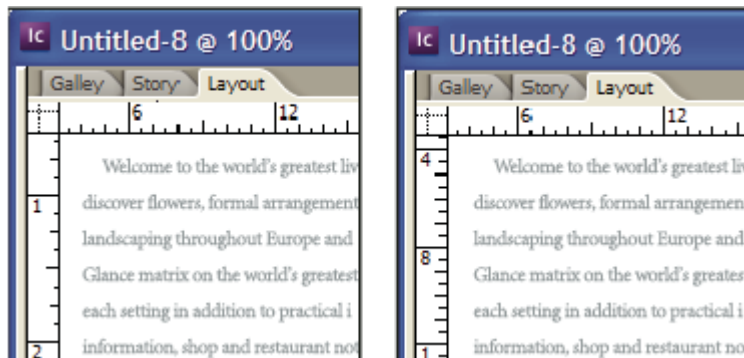 Ic Untitled-8 @ 100%
Galley Story Layout
6 12
Welcome to the world's greatest liv
1 discover flowers, formal arrangement
landscaping throughout Europe and
Glance matrix on the world's greatest
each setting in addition to practical i
2 information, shop and restaurant not
Ic Untitled-8 @ 100%
Galley Story Layout
6 12
4 Welcome to the world's greatest liv
discover flowers, formal arrangemen
landscaping throughout Europe and
8 Glance matrix on the world's greates
each setting in addition to practical i
1 information, shop and restaurant no